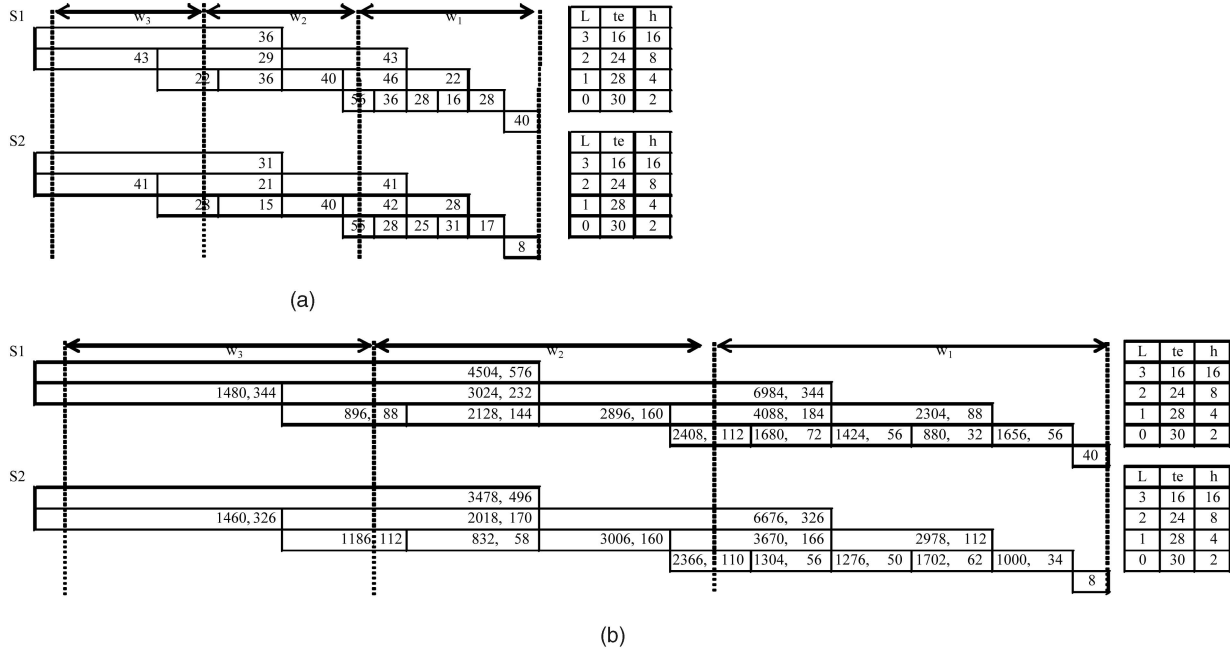 S1 w₃ w₂ w₁ L te h
36 3 16 16
43 29 43 2 24 8
22 36 40 46 22 1 28 4
56 36 28 16 28 0 30 2
40
S2 L te h
31 3 16 16
41 21 41 2 24 8
28 15 40 42 28 1 28 4
55 28 25 31 17 0 30 2
8
(a)
S1 w₃ w₂ w₁ L te h
4504, 576 3 16 16
1480, 344 3024, 232 6984, 344 2 24 8
896, 88 2128, 144 2896, 160 4088, 184 2304, 88 1 28 4
2408, 112 1680, 72 1424, 56 880, 32 1656, 56 0 30 2
40
S2 L te h
3478, 496 3 16 16
1460, 326 2018, 170 6676, 326 2 24 8
1186, 112 832, 58 3006, 160 3670, 166 2978, 112 1 28 4
2366, 110 1304, 56 1276, 50 1702, 62 1000, 34 0 30 2
8
(b)